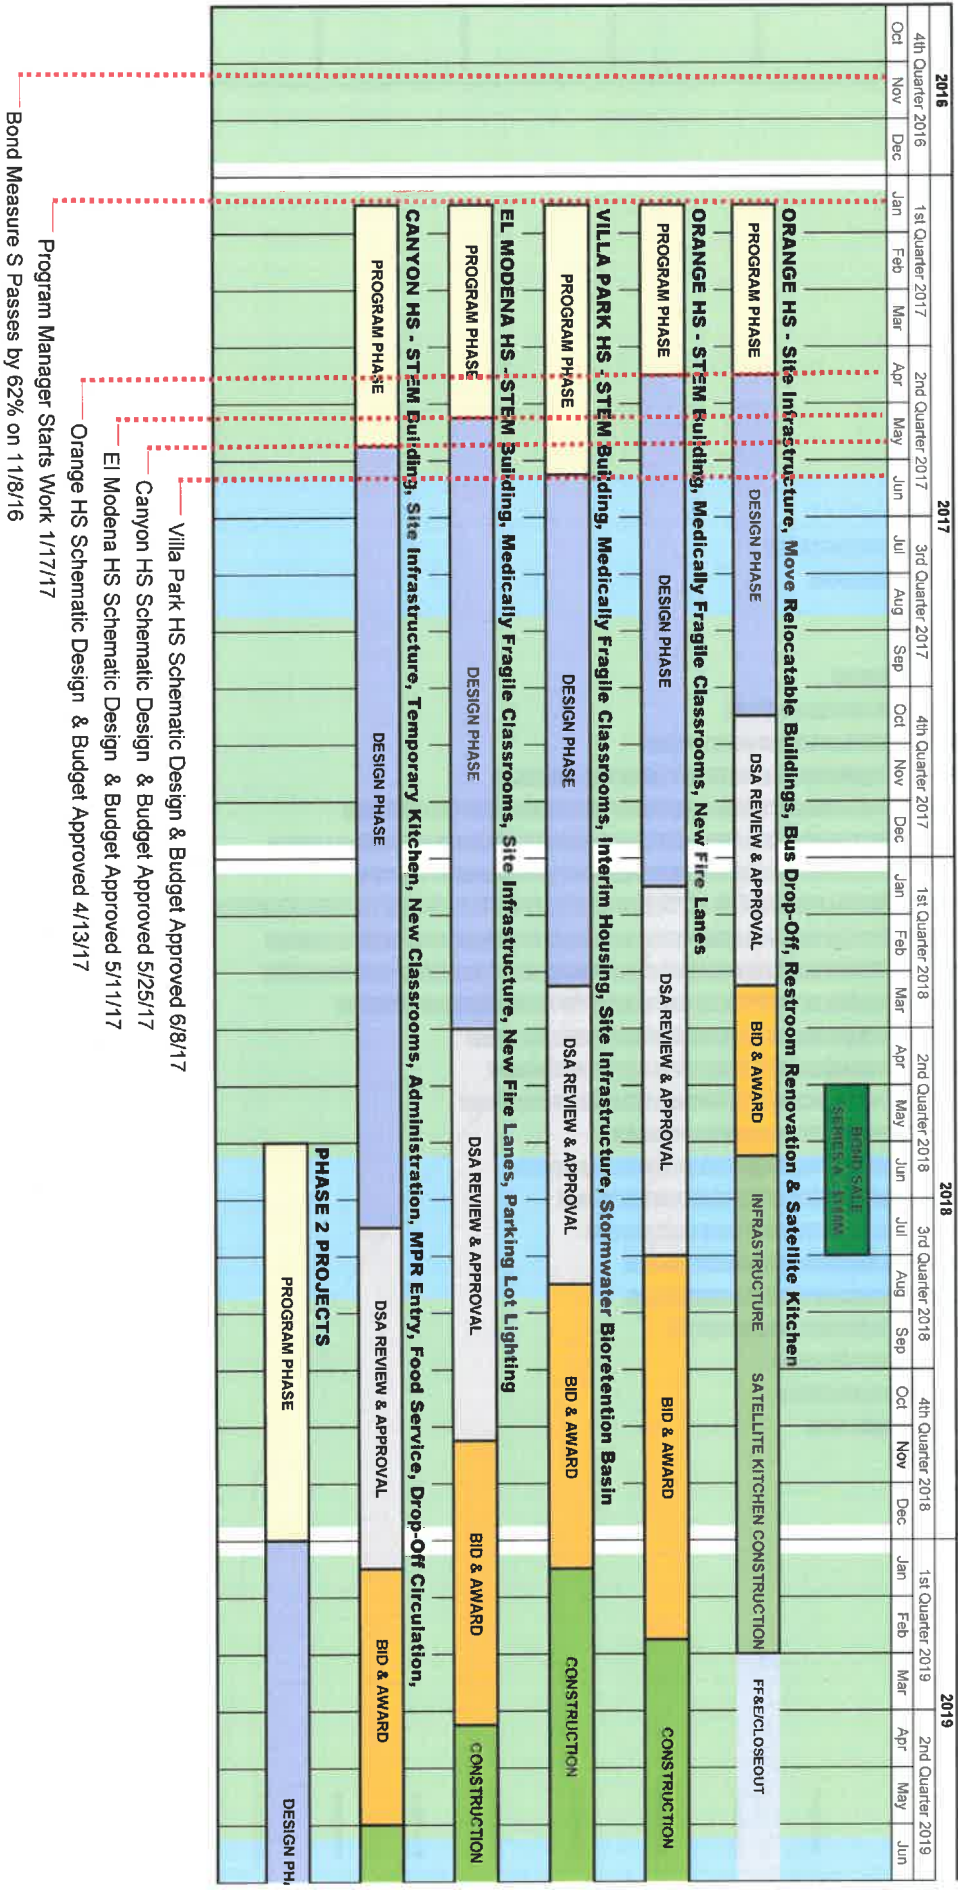 2016
2017
2018
2019
4th Quarter 2016
1st Quarter 2017
2nd Quarter 2017
3rd Quarter 2017
4th Quarter 2017
1st Quarter 2018
2nd Quarter 2018
3rd Quarter 2018
4th Quarter 2018
1st Quarter 2019
2nd Quarter 2019
Oct Nov Dec Jan Feb Mar Apr May Jun Jul Aug Sep Oct Nov Dec Jan Feb Mar Apr May Jun Jul Aug Sep Oct Nov Dec Jan Feb Mar Apr May Jun
BOND SALE
SERIES A
ORANGE HS - Site Infrastructure, Move Relocatable Buildings, Bus Drop-Off, Restroom Renovation & Satellite Kitchen
PROGRAM PHASE
DESIGN PHASE
DSA REVIEW & APPROVAL
BID & AWARD
INFRASTRUCTURE
SATELLITE KITCHEN CONSTRUCTION
FF&E/CLOSEOUT
ORANGE HS - STEM Building, Medically Fragile Classrooms, New Fire Lanes
PROGRAM PHASE
DESIGN PHASE
DSA REVIEW & APPROVAL
BID & AWARD
CONSTRUCTION
VILLA PARK HS - STEM Building, Medically Fragile Classrooms, Interim Housing, Site Infrastructure, Stormwater Bioretention Basin
PROGRAM PHASE
DESIGN PHASE
DSA REVIEW & APPROVAL
BID & AWARD
CONSTRUCTION
EL MODENA HS - STEM Building, Medically Fragile Classrooms, Site Infrastructure, New Fire Lanes, Parking Lot Lighting
PROGRAM PHASE
DESIGN PHASE
DSA REVIEW & APPROVAL
BID & AWARD
CONSTRUCTION
CANYON HS - STEM Building, Site Infrastructure, Temporary Kitchen, New Classrooms, Administration, MPR Entry, Food Service, Drop-Off Circulation,
PROGRAM PHASE
DESIGN PHASE
DSA REVIEW & APPROVAL
BID & AWARD
PHASE 2 PROJECTS
PROGRAM PHASE
DESIGN PHA
Villa Park HS Schematic Design & Budget Approved 6/8/17
Canyon HS Schematic Design & Budget Approved 5/25/17
El Modena HS Schematic Design & Budget Approved 5/11/17
Orange HS Schematic Design & Budget Approved 4/13/17
Program Manager Starts Work 1/17/17
Bond Measure S Passes by 62% on 11/8/16